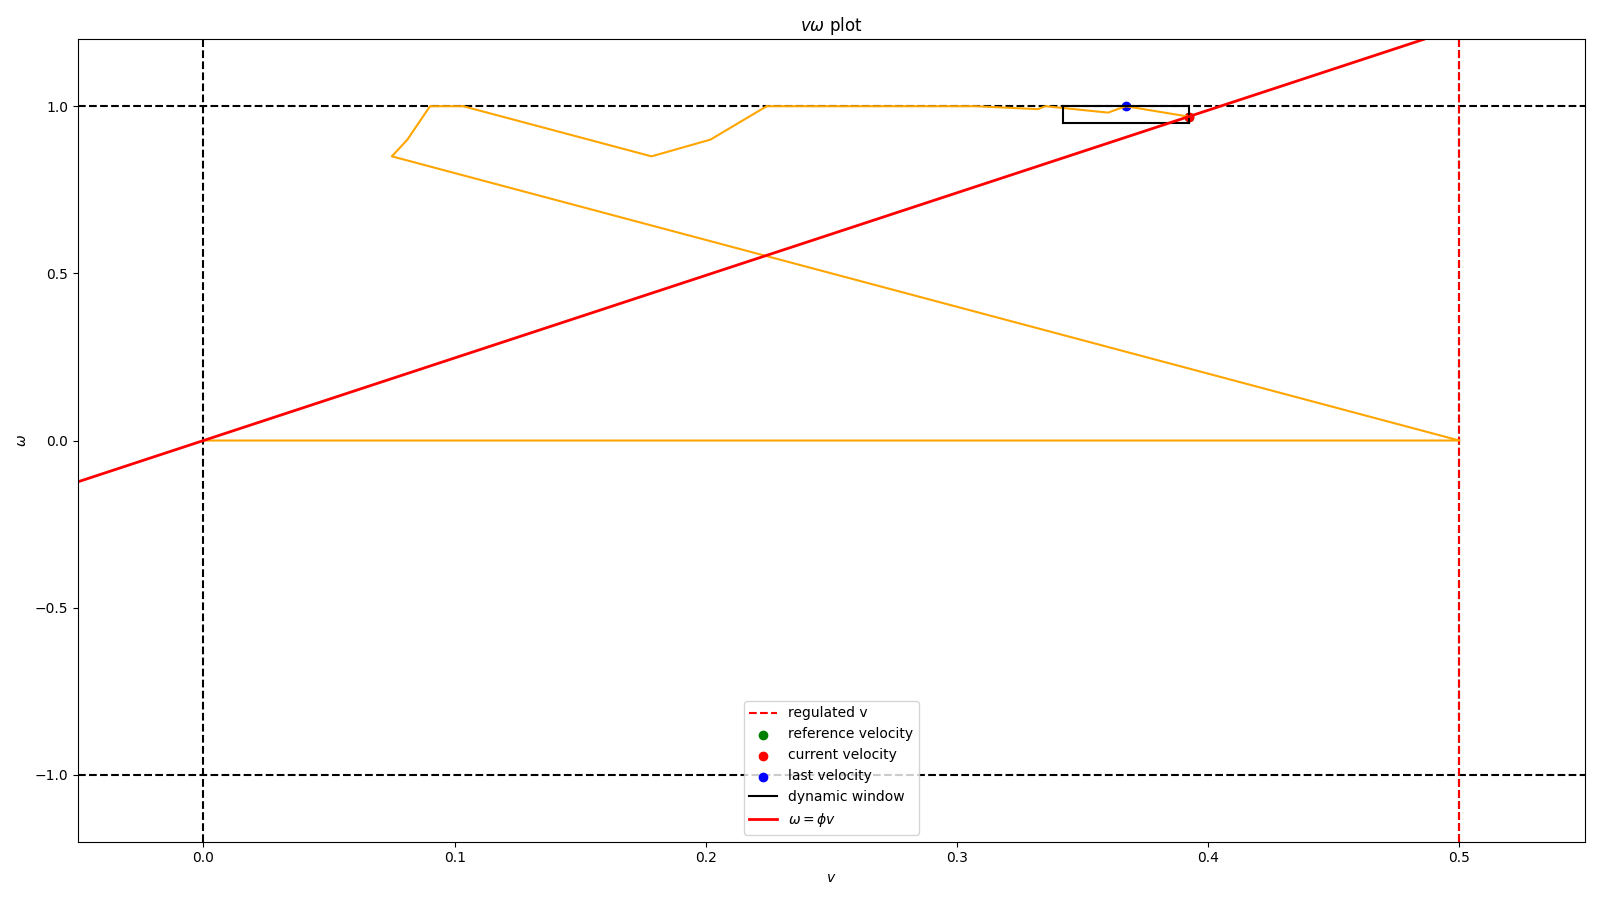 vω plot
1.0
0.5
0.0
−0.5
−1.0
ω
0.0 0.1 0.2 0.3 0.4 0.5
v
regulated v
reference velocity
current velocity
last velocity
dynamic window
ω = ϕv